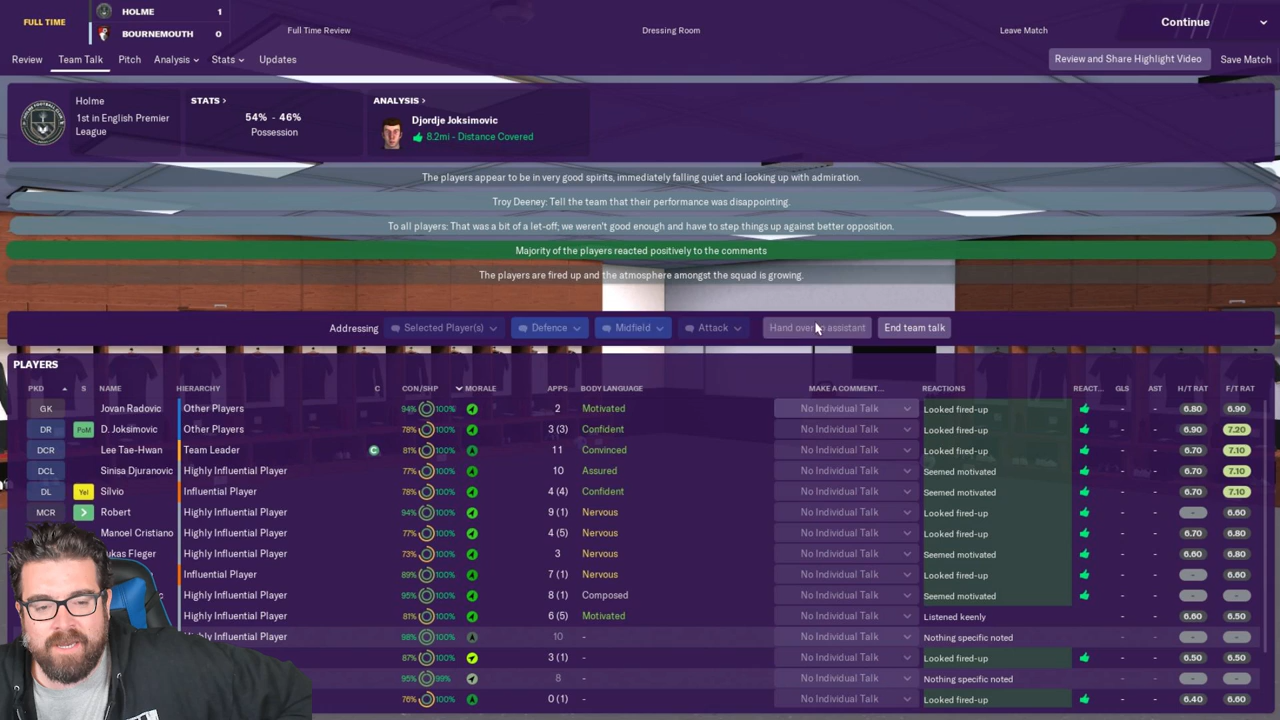 FULL TIME
HOLME 1
BOURNEMOUTH 0
Full Time Review
Dressing Room
Leave Match
Continue
Review Team Talk Pitch Analysis Stats Updates
Review and Share Highlight Video
Save Match
Holme
1st in English Premier League
STATS
54% - 46%
Possession
ANALYSIS
Djordje Joksimovic
8.2mi - Distance Covered
The players appear to be in very good spirits, immediately falling quiet and looking up with admiration.
Troy Deeney: Tell the team that their performance was disappointing.
To all players: That was a bit of a let-off; we weren't good enough and have to step things up against better opposition.
Majority of the players reacted positively to the comments
The players are fired up and the atmosphere amongst the squad is growing.
Addressing Selected Player(s) Defence Midfield Attack Hand over to assistant End team talk
PLAYERS
PKD S NAME HIERARCHY C CON/SHP MORALE APPS BODY LANGUAGE MAKE A COMMENT... REACTIONS REACT... GLS AST H/T RAT F/T RAT
GK Jovan Radovic Other Players 94% 100% 2 Motivated No Individual Talk Looked fired-up - - 6.80 6.90
DR PoM D. Joksimovic Other Players 78% 100% 3 (3) Confident No Individual Talk Looked fired-up - - 6.90 7.20
DCR Lee Tae-Hwan Team Leader C 81% 100% 11 Convinced No Individual Talk Looked fired-up - - 6.70 7.10
DCL Sinisa Djuranovic Highly Influential Player 77% 100% 10 Assured No Individual Talk Seemed motivated - - 6.70 7.10
DL Yel Sílvio Influential Player 78% 100% 4 (4) Confident No Individual Talk Seemed motivated - - 6.70 7.10
MCR Robert Highly Influential Player 94% 100% 9 (1) Nervous No Individual Talk Looked fired-up - - - 6.60
Manoel Cristiano Highly Influential Player 77% 100% 4 (5) Nervous No Individual Talk Looked fired-up - - 6.70 6.80
Lukas Fleger Highly Influential Player 73% 100% 3 Nervous No Individual Talk Seemed motivated - - 6.60 6.80
Influential Player 89% 100% 7 (1) Nervous No Individual Talk Looked fired-up - - - 6.60
Highly Influential Player 95% 100% 8 (1) Composed No Individual Talk Seemed motivated - - - -
Highly Influential Player 81% 100% 6 (5) Motivated No Individual Talk Listened keenly - - 6.60 6.50
Highly Influential Player 98% 100% 10 - No Individual Talk Nothing specific noted - - - -
87% 100% 3 (1) - No Individual Talk Looked fired-up - - 6.50 6.50
95% 99% 8 - No Individual Talk Nothing specific noted - - - -
76% 100% 0 (1) - No Individual Talk Looked fired-up - - 6.40 6.60